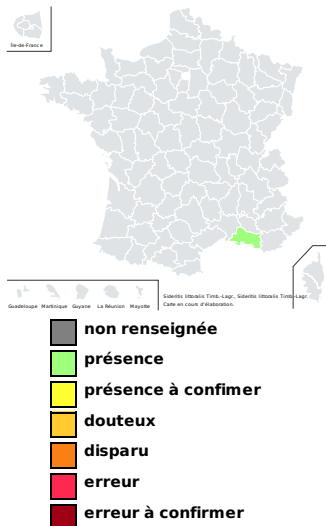 Île-de-France
Guadeloupe Martinique Guyane La Réunion Mayotte
Sideritis littoralis Timb.-Lagr., Sideritis littoralis Timb.-Lagr.
Carte en cours d'élaboration.
non renseignée
présence
présence à confimer
douteux
disparu
erreur
erreur à confirmer